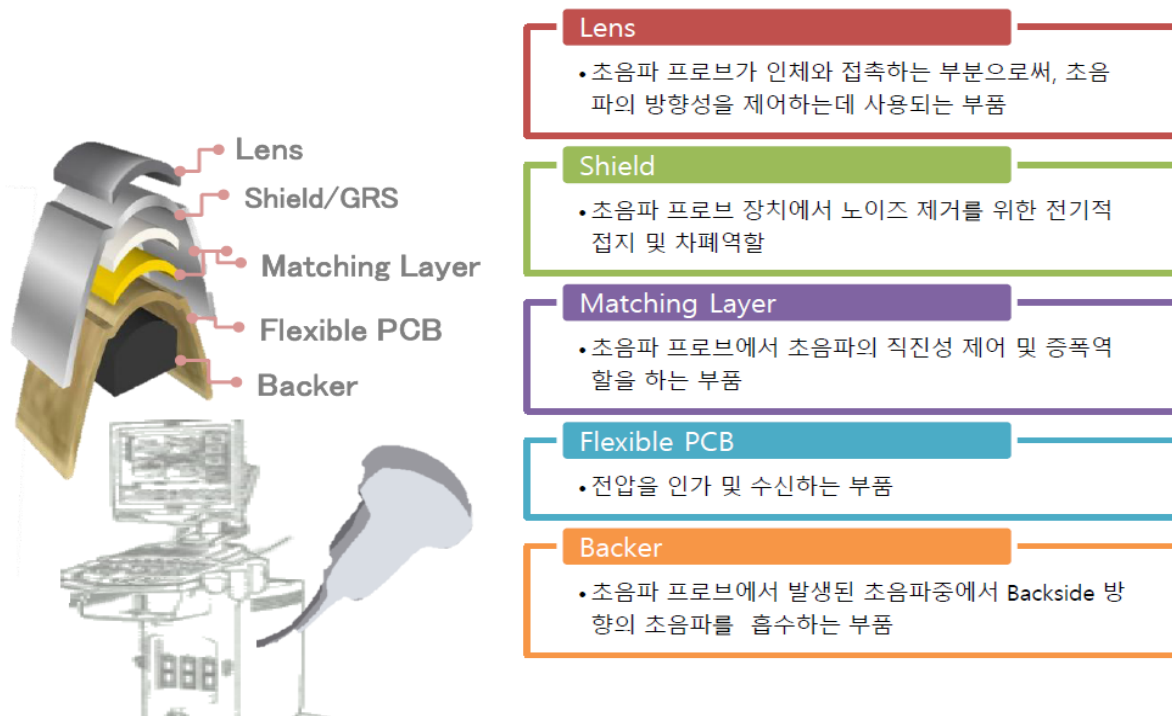 Lens
Shield/GRS
Matching Layer
Flexible PCB
Backer
Lens
• 초음파 프로브가 인체와 접촉하는 부분으로써, 초음
파의 방향성을 제어하는데 사용되는 부품
Shield
• 초음파 프로브 장치에서 노이즈 제거를 위한 전기적
접지 및 차폐역할
Matching Layer
• 초음파 프로브에서 초음파의 직진성 제어 및 증폭역
할을 하는 부품
Flexible PCB
• 전압을 인가 및 수신하는 부품
Backer
• 초음파 프로브에서 발생된 초음파중에서 Backside 방
향의 초음파를 흡수하는 부품